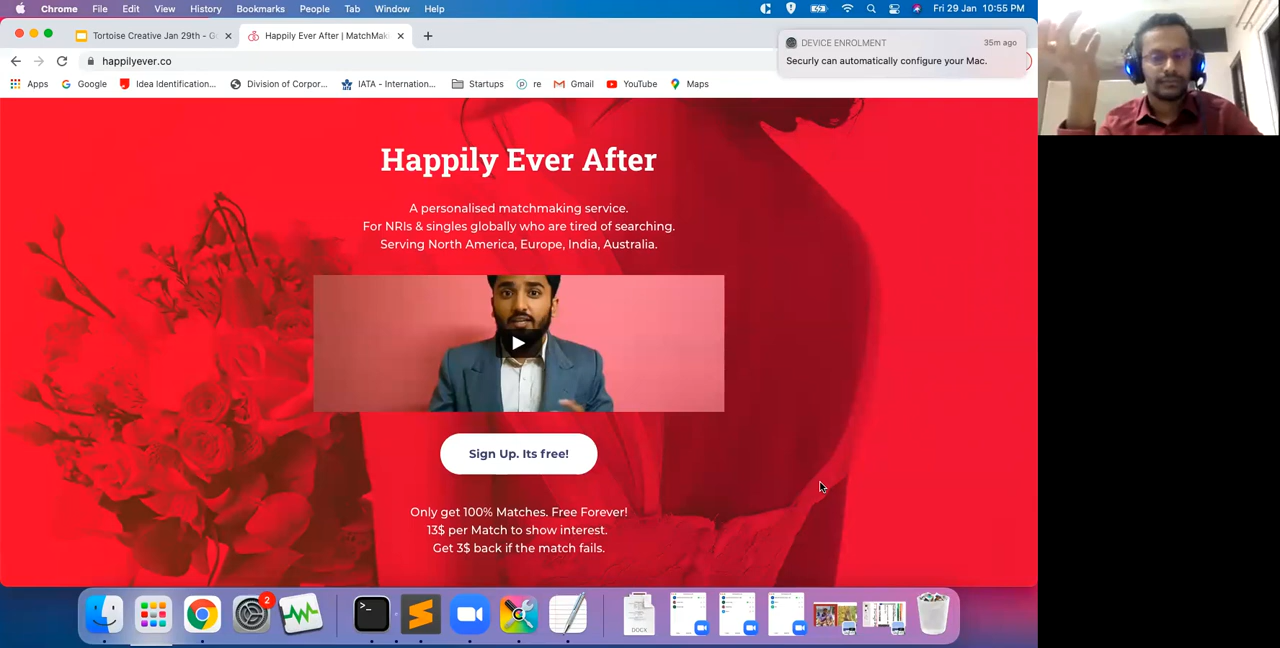 Chrome File Edit View History Bookmarks People Tab Window Help
Fri 29 Jan 10:55 PM
Tortoise Creative Jan 29th - Go
Happily Ever After | MatchMak
DEVICE ENROLMENT
35m ago
Securly can automatically configure your Mac.
happilyever.co
Apps Google Idea Identification... Division of Corpor... IATA - Internation... Startups re Gmail YouTube Maps
Happily Ever After
A personalised matchmaking service.
For NRIs & singles globally who are tired of searching.
Serving North America, Europe, India, Australia.
Sign Up. Its free!
Only get 100% Matches. Free Forever!
13$ per Match to show interest.
Get 3$ back if the match fails.
2
DOCX